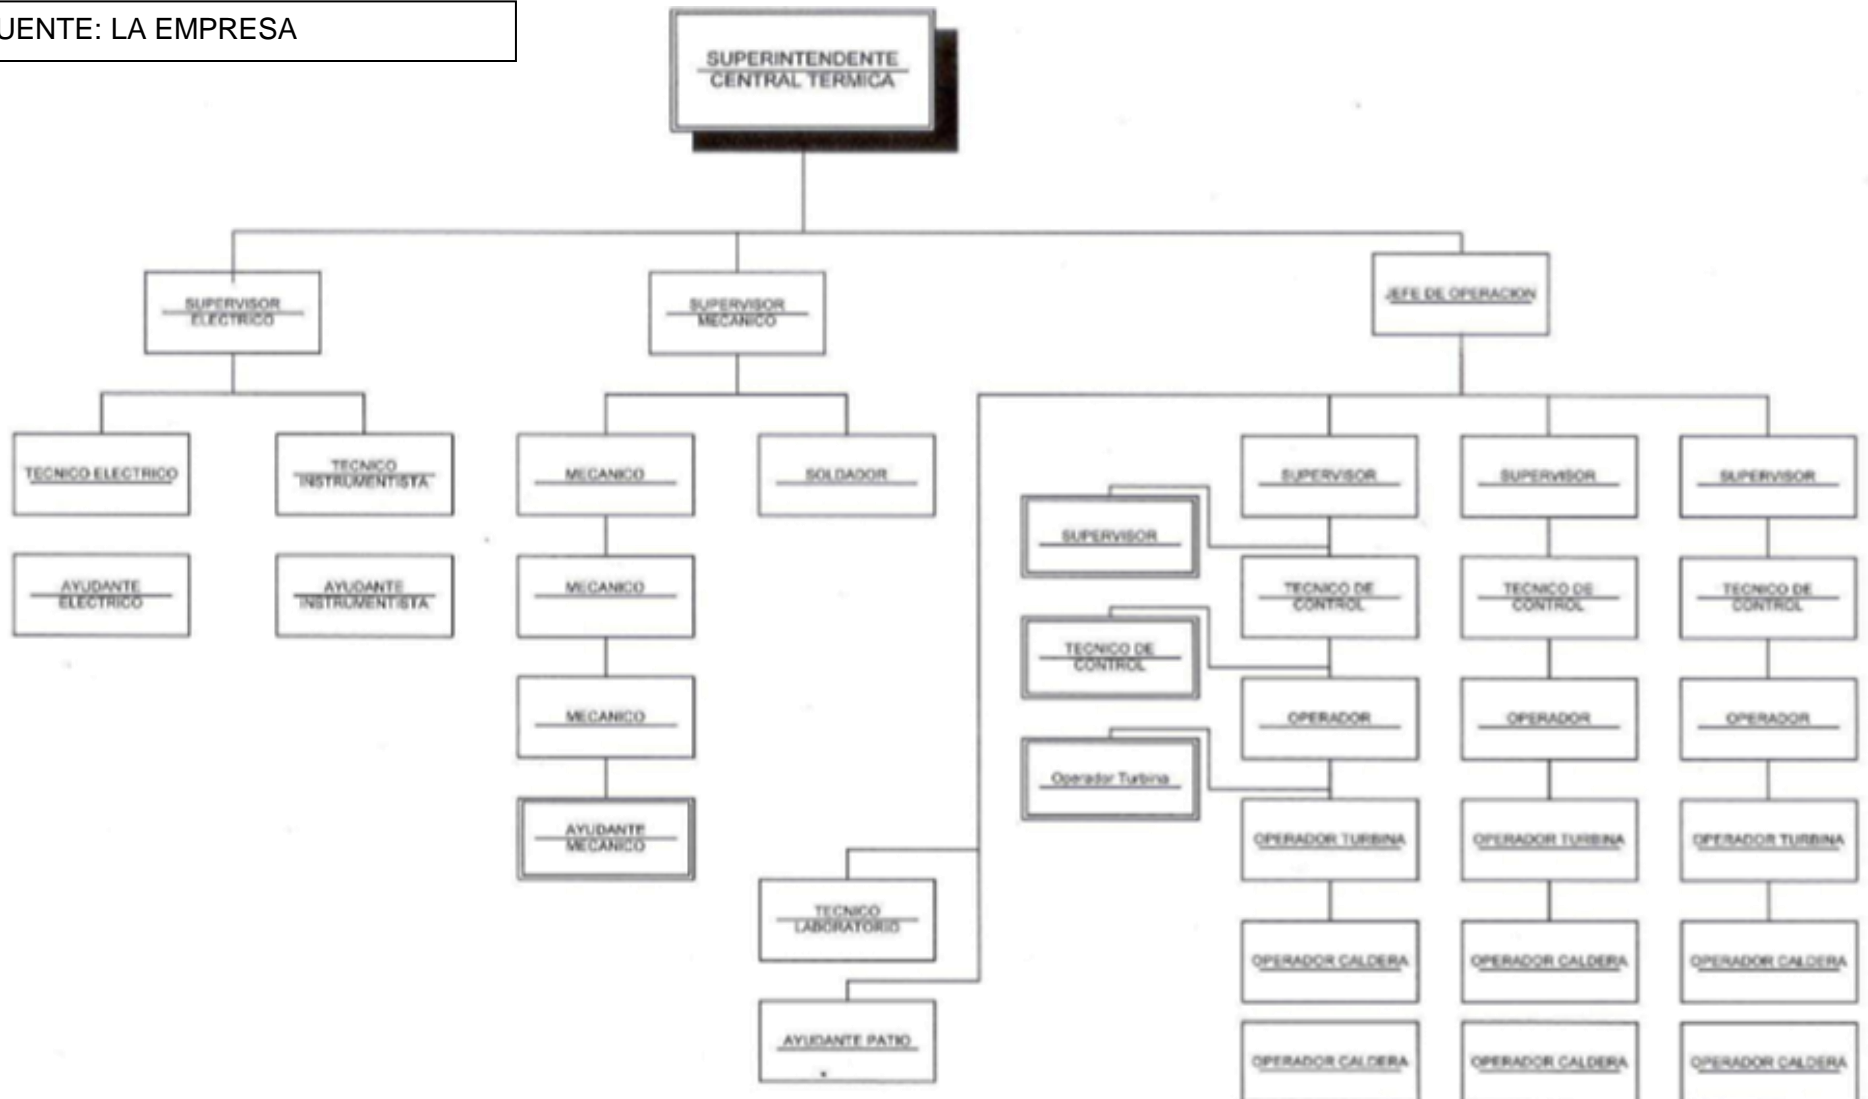 UENTE: LA EMPRESA
SUPERINTENDENTE
CENTRAL TERMICA
SUPERVISOR
ELECTRICO
SUPERVISOR
MECANICO
JEFE DE OPERACION
TECNICO ELECTRICO
TECNICO
INSTRUMENTISTA
MECANICO
SOLDADOR
SUPERVISOR
SUPERVISOR
SUPERVISOR
SUPERVISOR
AYUDANTE
ELECTRICO
AYUDANTE
INSTRUMENTISTA
MECANICO
TECNICO DE
CONTROL
TECNICO DE
CONTROL
TECNICO DE
CONTROL
TECNICO DE
CONTROL
MECANICO
OPERADOR
OPERADOR
OPERADOR
Operador Turbina
AYUDANTE
MECANICO
OPERADOR TURBINA
OPERADOR TURBINA
OPERADOR TURBINA
TECNICO
LABORATORIO
OPERADOR CALDERA
OPERADOR CALDERA
OPERADOR CALDERA
AYUDANTE PATIO
OPERADOR CALDERA
OPERADOR CALDERA
OPERADOR CALDERA